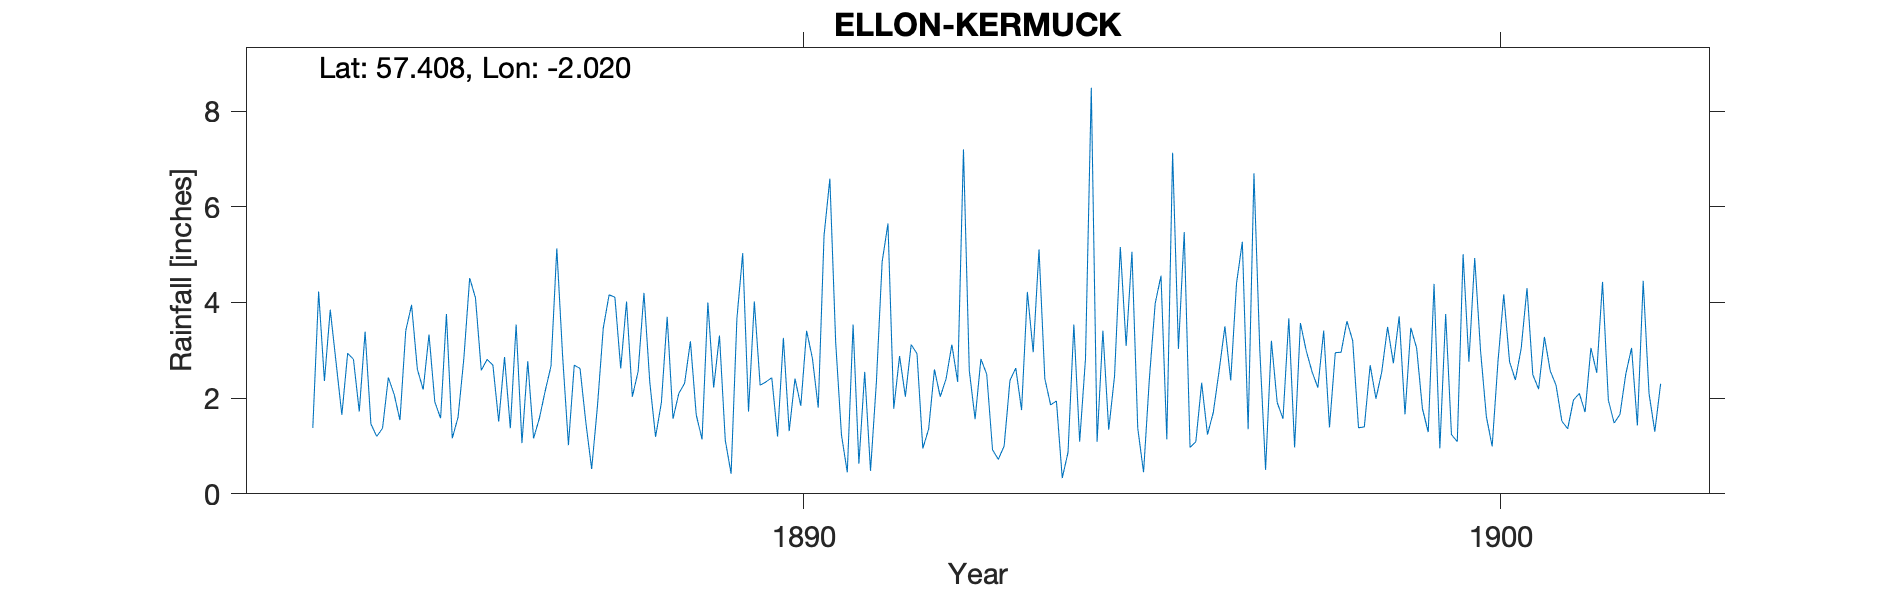 ELLON-KERMUCK
Lat: 57.408, Lon: -2.020
8
6
4
2
0
Rainfall [inches]
1890
1900
Year